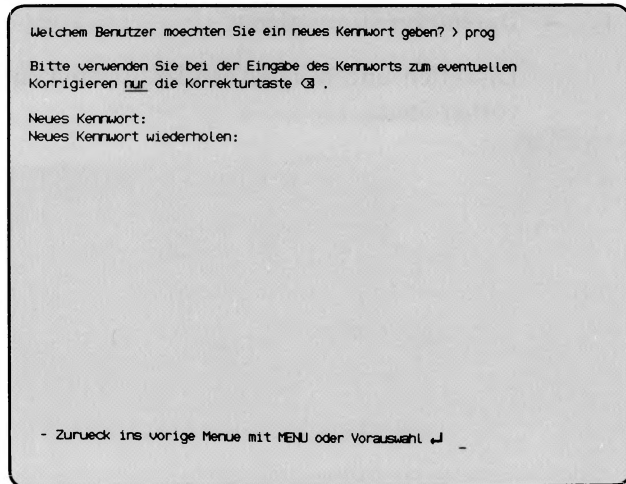 Welchem Benutzer moechten Sie ein neues Kennwort geben? > prog
Bitte verwenden Sie bei der Eingabe des Kennworts zum eventuellen
Korrigieren nur die Korrekturtaste ⌫ .
Neues Kennwort:
Neues Kennwort wiederholen:
- Zurueck ins vorige Menue mit MENU oder Vorauswahl ↵ _